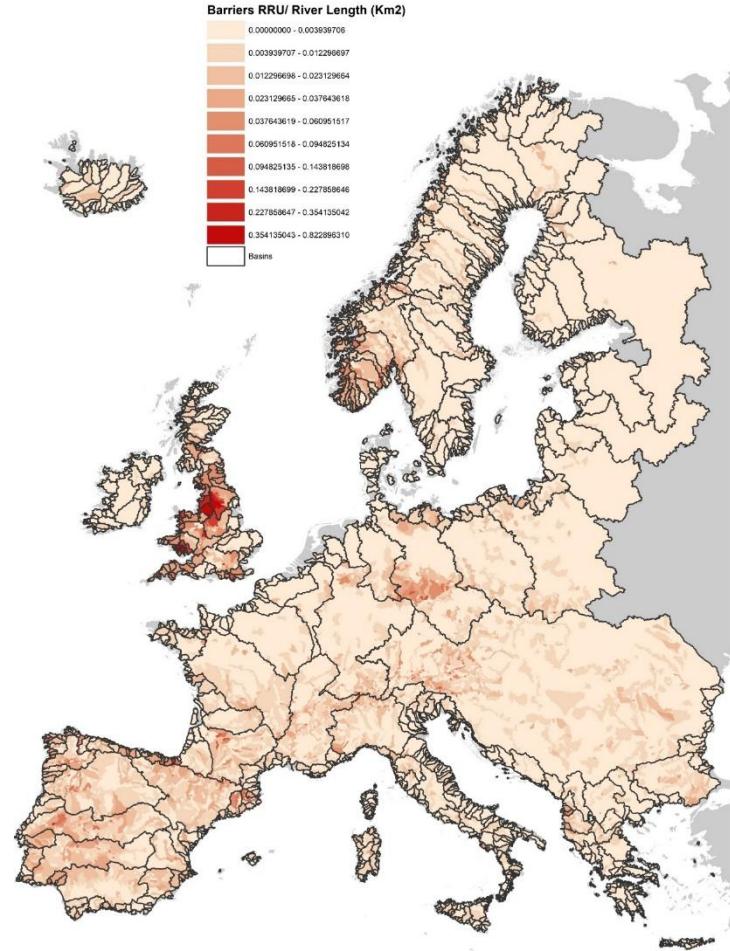 Barriers RRU/ River Length (Km2)
0.00000000 - 0.003939706
0.003939707 - 0.012296697
0.012296698 - 0.023129664
0.023129665 - 0.037643618
0.037643619 - 0.060951517
0.060951518 - 0.094825134
0.094825135 - 0.143818698
0.143818699 - 0.227858646
0.227858647 - 0.354135042
0.354135043 - 0.822896310
Basins